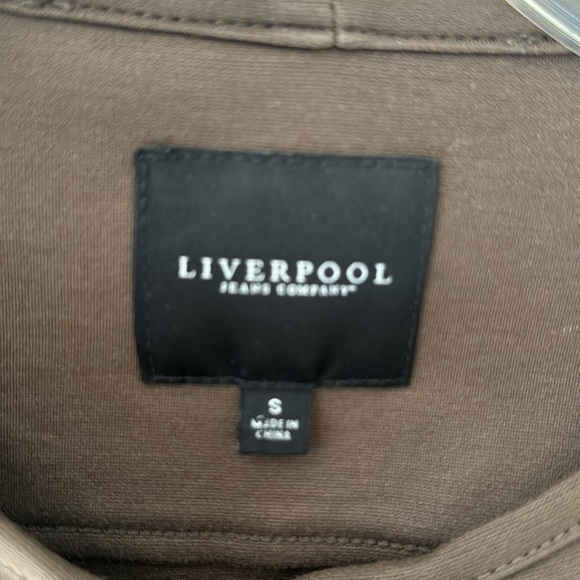 LIVERPOOL
JEANS COMPANY®
S
MADE IN
CHINA